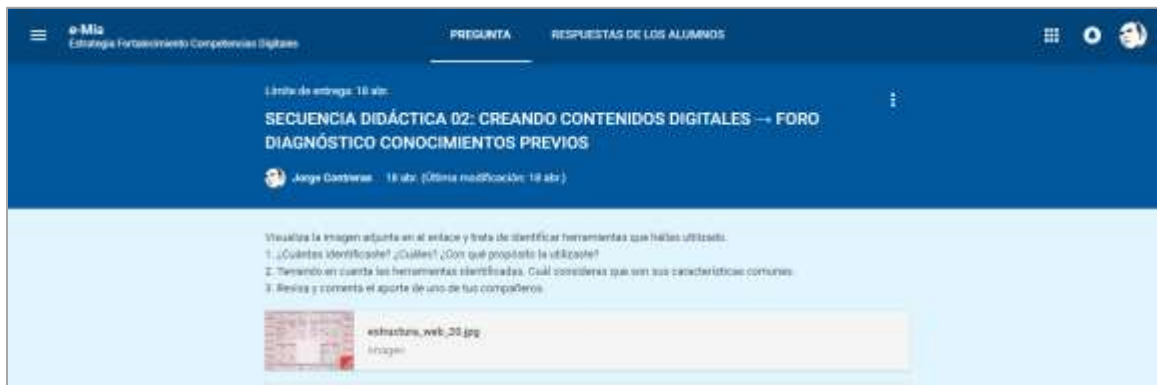 e-Mia
Estrategia Fortalecimiento Competencias Digitales
PREGUNTA
RESPUESTAS DE LOS ALUMNOS
Límite de entrega: 18 abr.
SECUENCIA DIDÁCTICA 02: CREANDO CONTENIDOS DIGITALES → FORO
DIAGNÓSTICO CONOCIMIENTOS PREVIOS
Jorge Contreras 18 abr. (Última modificación: 18 abr.)
Visualiza la imagen adjunta en el enlace y trata de identificar herramientas que hallas utilizado.
1. ¿Cuántas identificaste? ¿Cuáles? ¿Con qué propósito la utilizaste?
2. Teniendo en cuenta las herramientas identificadas. Cuál consideras que son sus características comunes.
3. Revisa y comenta el aporte de uno de tus compañeros.
estructura_web_20.jpg
Imagen